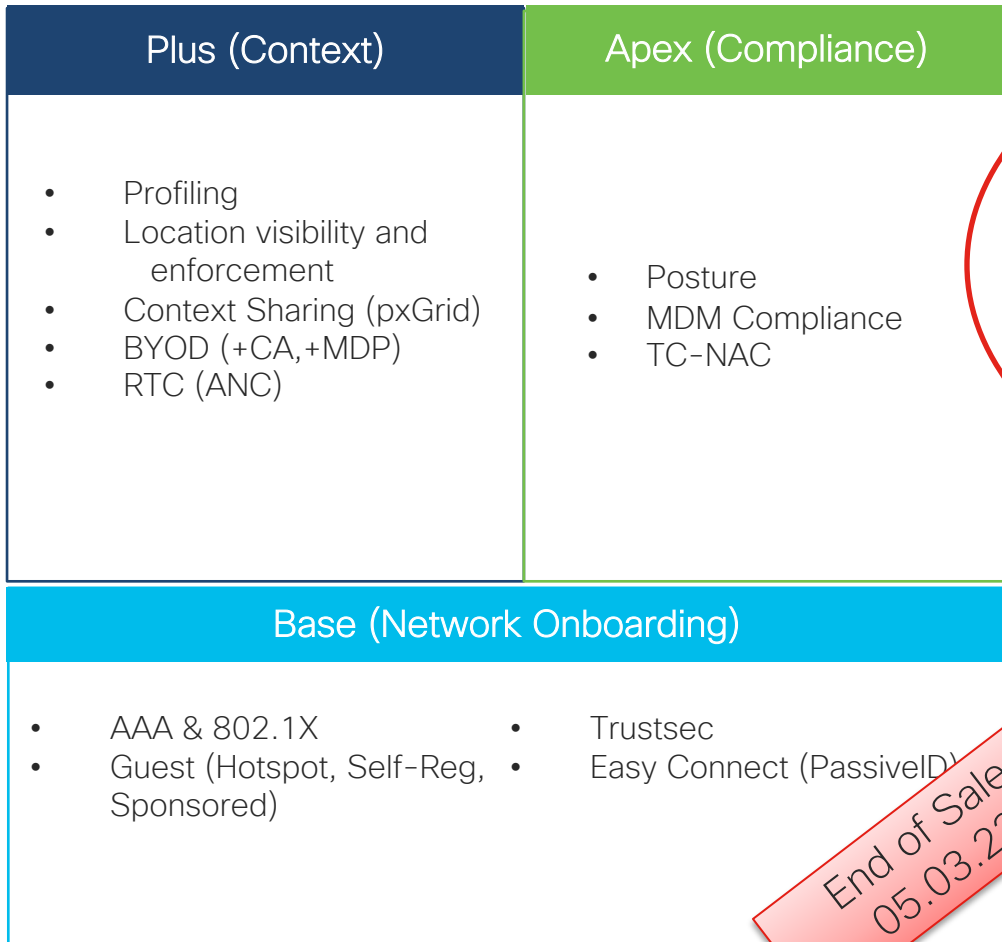 Plus (Context)
• Profiling
• Location visibility and
enforcement
• Context Sharing (pxGrid)
• BYOD (+CA,+MDP)
• RTC (ANC)
Apex (Compliance)
• Posture
• MDM Compliance
• TC-NAC
Base (Network Onboarding)
• AAA & 802.1X
• Guest (Hotspot, Self-Reg,
Sponsored)
• Trustsec
• Easy Connect (PassiveID)
End of Sale